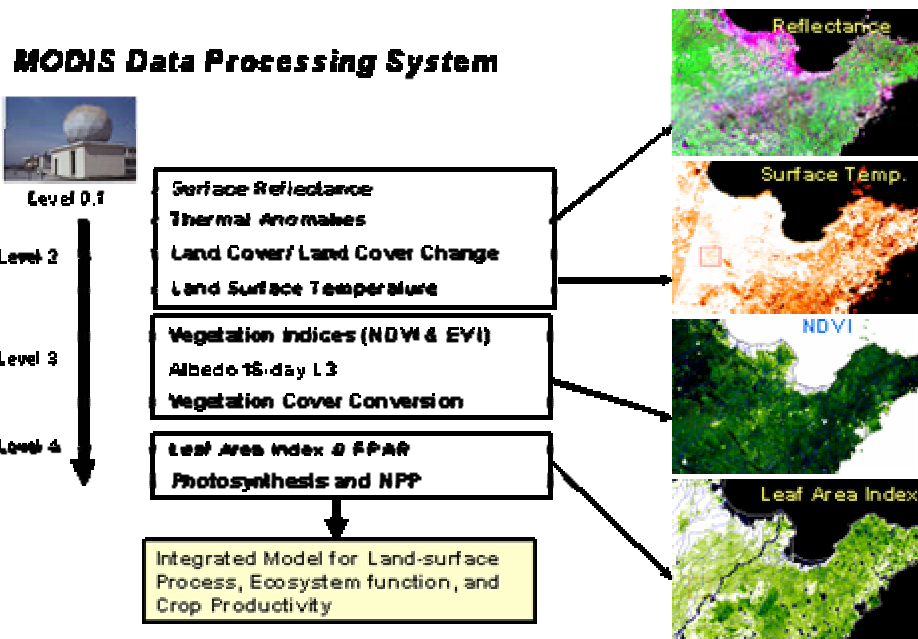 MODIS Data Processing System
Level 0.1
Level 2
Level 3
Level 4
Surface Reflectance
Thermal Anomalies
Land Cover/ Land Cover Change
Land Surface Temperature
Vegetation Indices (NDVI & EVI)
Albedo 16-day L3
Vegetation Cover Conversion
Leaf Area Index & FPAR
Photosynthesis and NPP
Integrated Model for Land-surface
Process, Ecosystem function, and
Crop Productivity
Reflectance
Surface Temp.
NDVI
Leaf Area Index